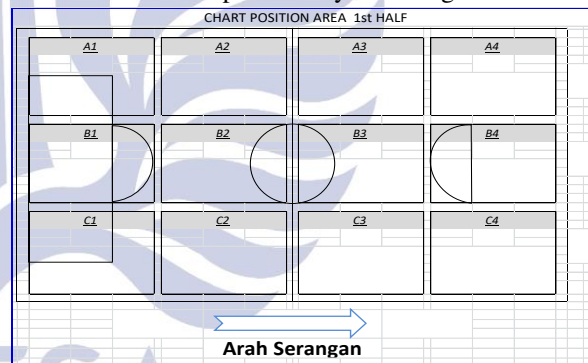 CHART POSITION AREA 1st HALF
A1 A2 A3 A4
B1 B2 B3 B4
C1 C2 C3 C4
Arah Serangan